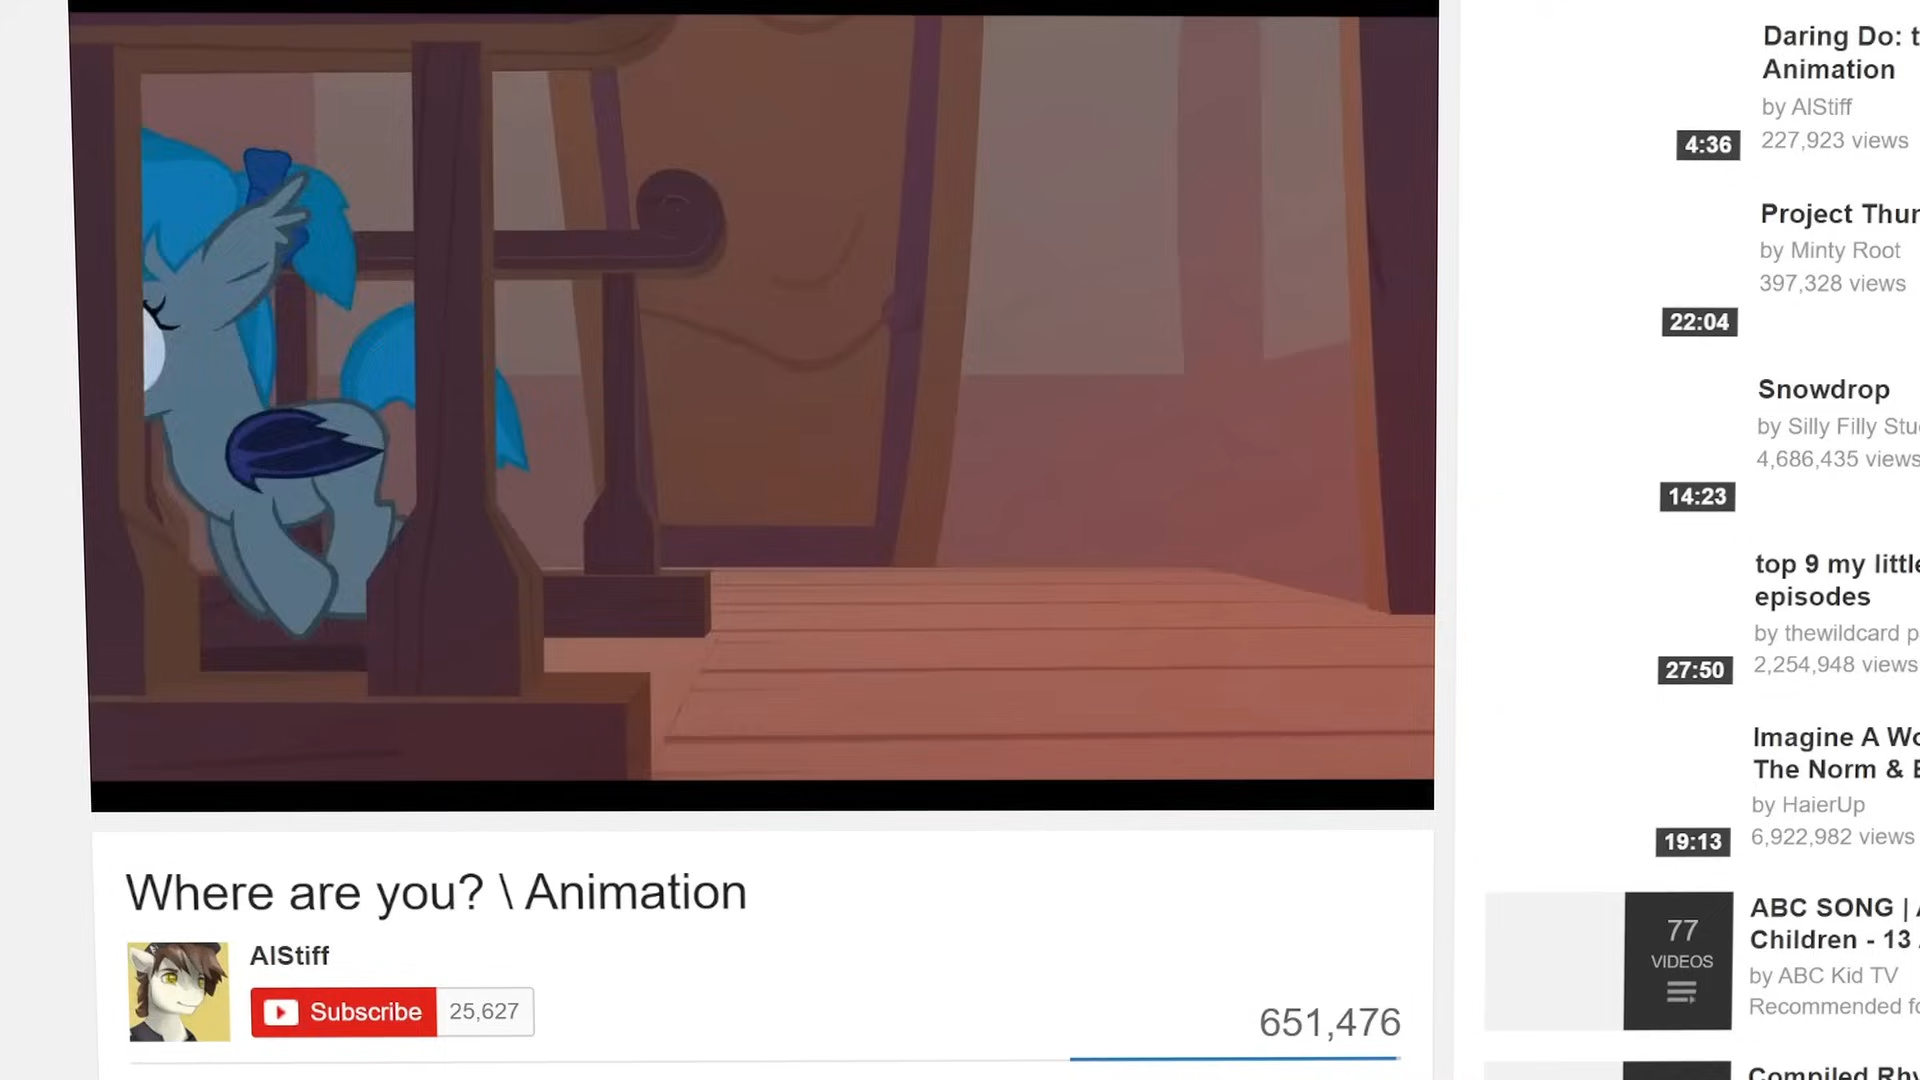 Where are you? \ Animation
AlStiff
Subscribe 25,627
651,476
Daring Do: t
Animation
by AlStiff
227,923 views
4:36
Project Thur
by Minty Root
397,328 views
22:04
Snowdrop
by Silly Filly Stu
4,686,435 views
14:23
top 9 my little
episodes
by thewildcard p
2,254,948 views
27:50
Imagine A Wo
The Norm & E
by HaierUp
6,922,982 views
19:13
77
VIDEOS
ABC SONG | A
Children - 13
by ABC Kid TV
Recommended fo
Compiled Rhy